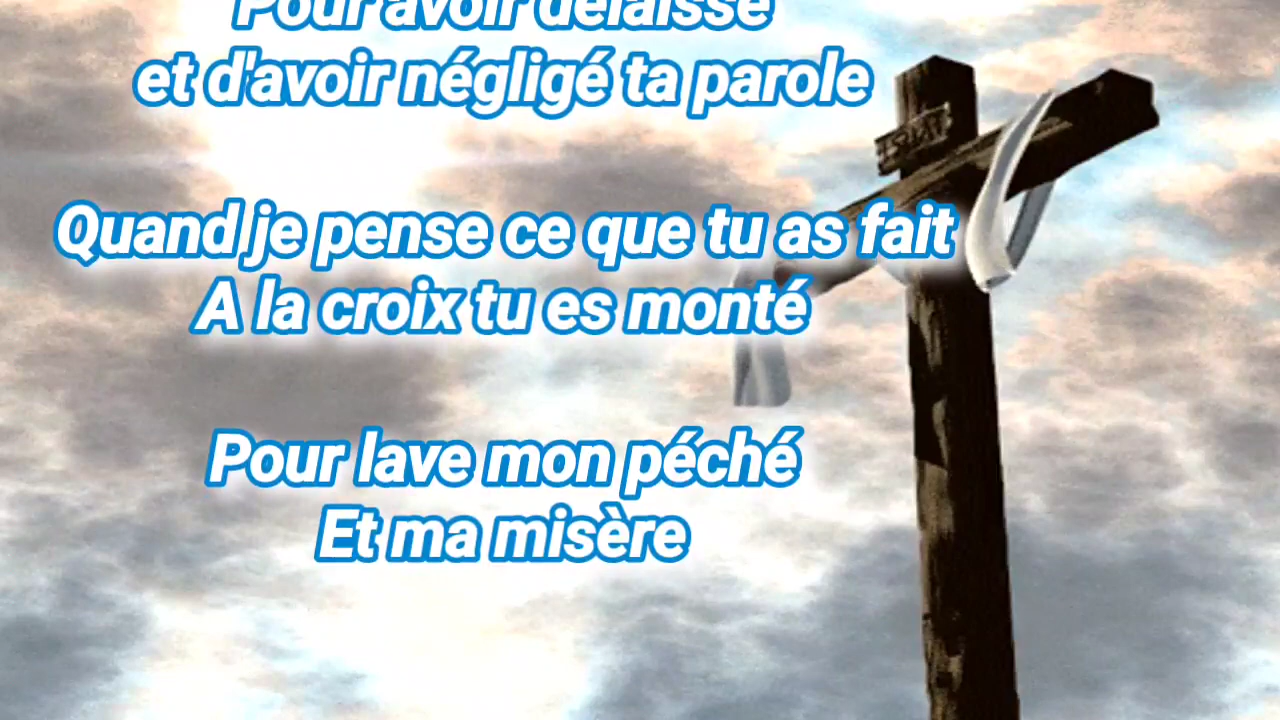 Pour avoir délaissé
et d'avoir négligé ta parole
Quand je pense ce que tu as fait
A la croix tu es monté
Pour lave mon péché
Et ma misère